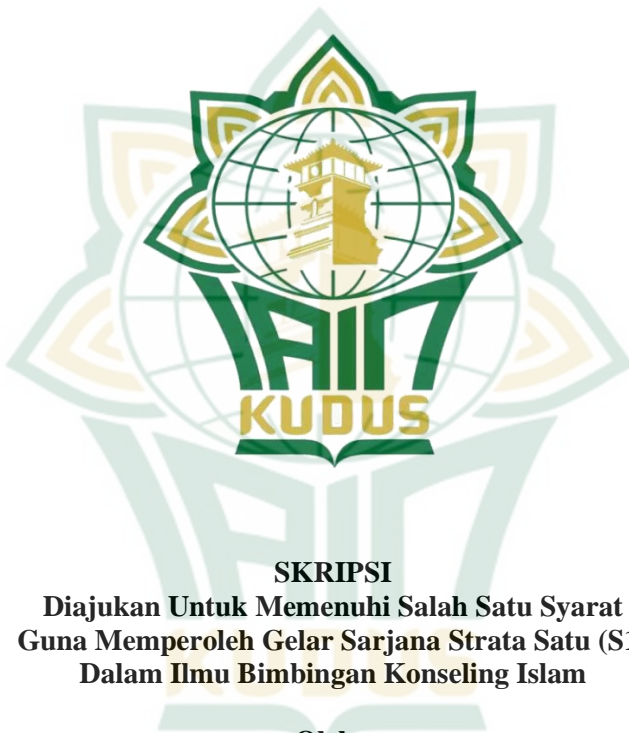 IAIN
KUDUS
SKRIPSI
Diajukan Untuk Memenuhi Salah Satu Syarat
Guna Memperoleh Gelar Sarjana Strata Satu (S1
Dalam Ilmu Bimbingan Konseling Islam